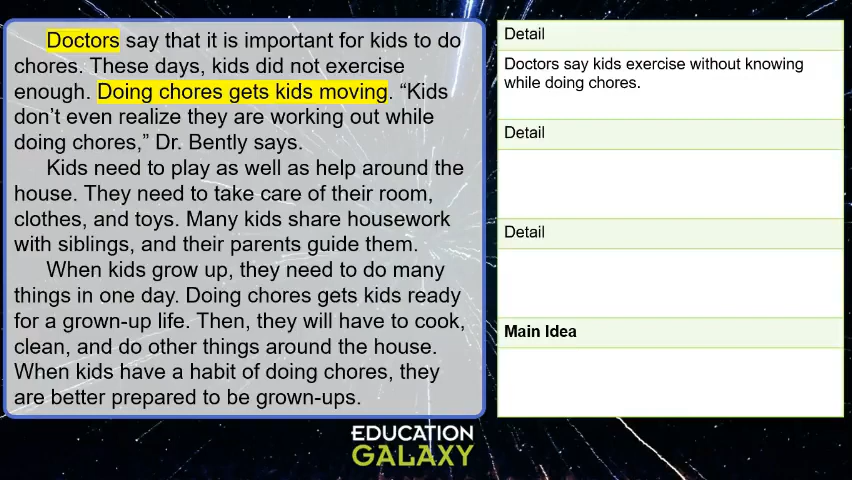 Doctors say that it is important for kids to do
chores. These days, kids did not exercise
enough. Doing chores gets kids moving. “Kids
don’t even realize they are working out while
doing chores,” Dr. Bently says.
Kids need to play as well as help around the
house. They need to take care of their room,
clothes, and toys. Many kids share housework
with siblings, and their parents guide them.
When kids grow up, they need to do many
things in one day. Doing chores gets kids ready
for a grown-up life. Then, they will have to cook,
clean, and do other things around the house.
When kids have a habit of doing chores, they
are better prepared to be grown-ups.
Detail
Doctors say kids exercise without knowing
while doing chores.
Detail
Detail
Main Idea
EDUCATION
GALAXY